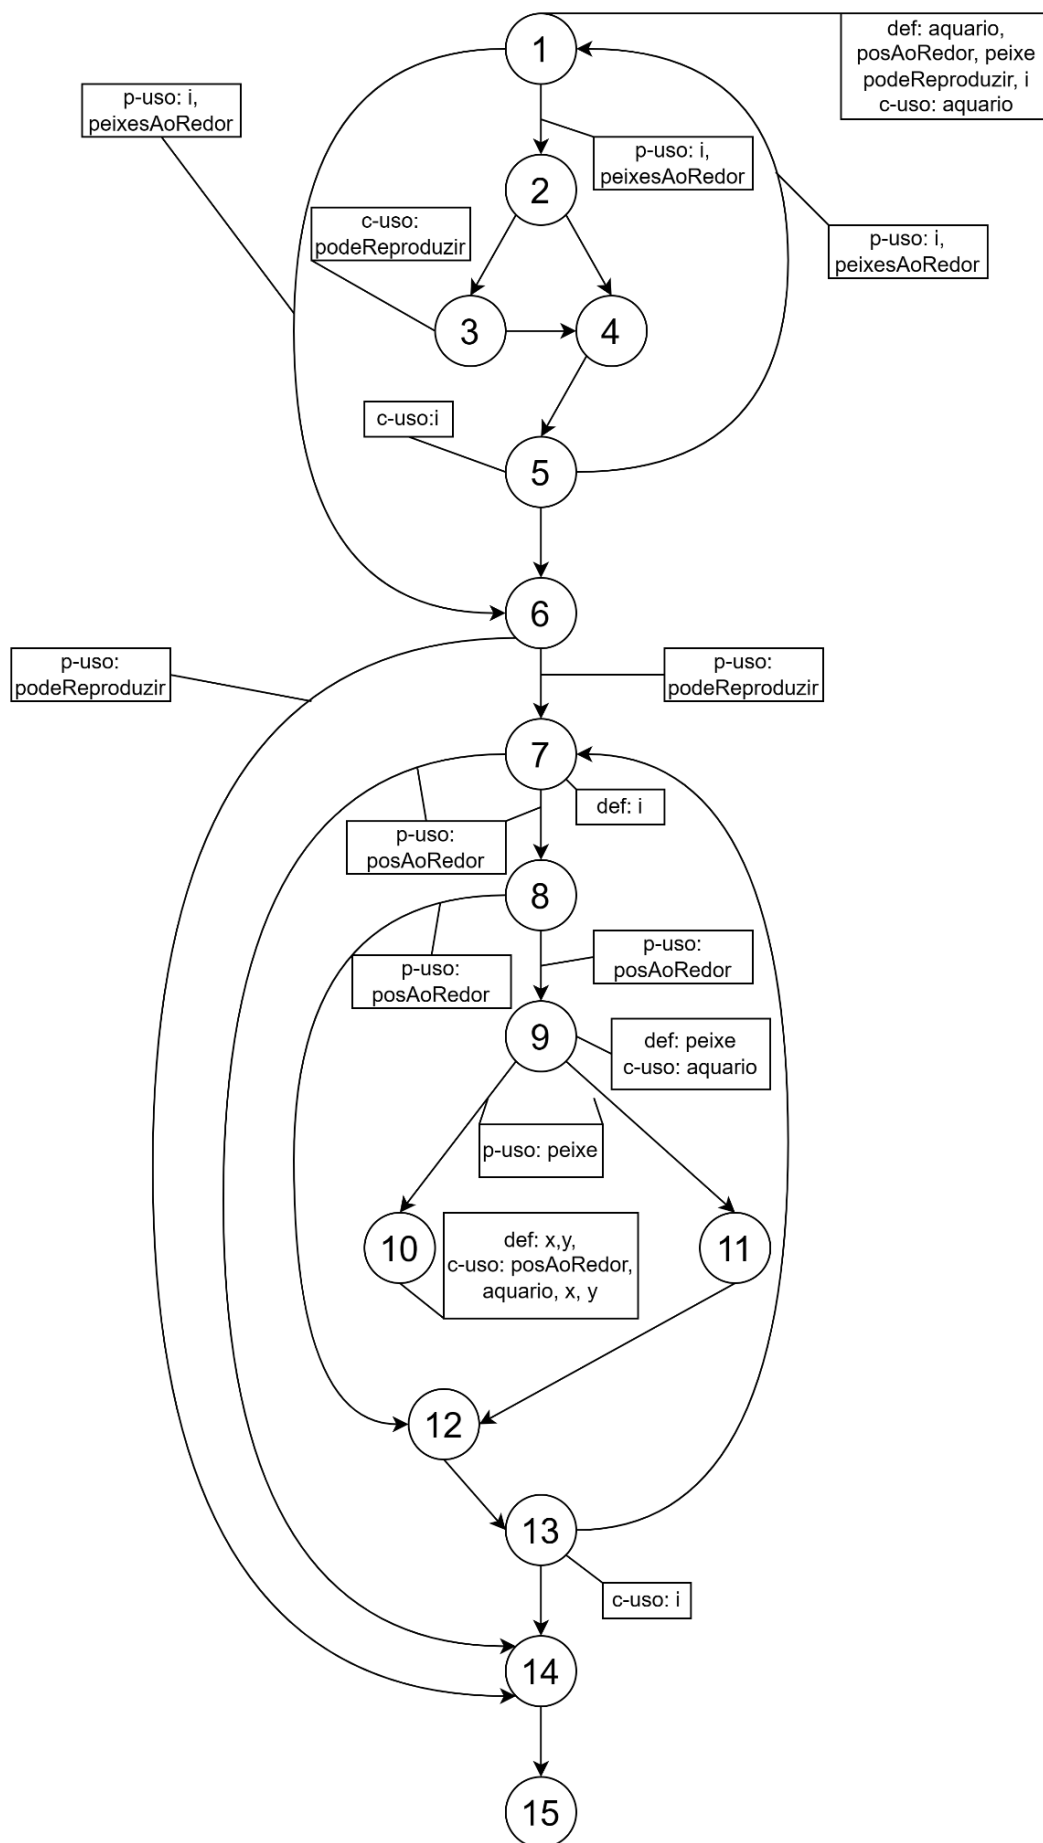 1
def: aquario,
posAoRedor, peixe
podeReproduzir, i
c-uso: aquario
p-uso: i,
peixesAoRedor
p-uso: i,
peixesAoRedor
2
c-uso:
podeReproduzir
p-uso: i,
peixesAoRedor
3
4
c-uso:i
5
6
p-uso:
podeReproduzir
p-uso:
podeReproduzir
7
def: i
p-uso:
posAoRedor
8
p-uso:
posAoRedor
p-uso:
posAoRedor
9
def: peixe
c-uso: aquario
p-uso: peixe
10
def: x,y,
c-uso: posAoRedor,
aquario, x, y
11
12
13
c-uso: i
14
15